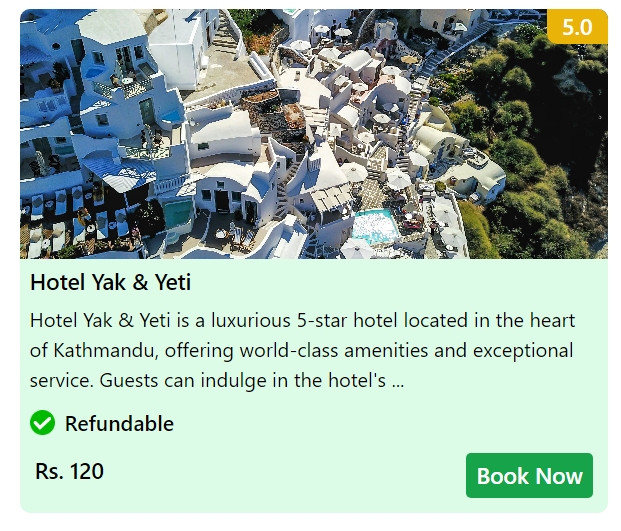 5.0
Hotel Yak & Yeti
Hotel Yak & Yeti is a luxurious 5-star hotel located in the heart
of Kathmandu, offering world-class amenities and exceptional
service. Guests can indulge in the hotel's ...
Refundable
Rs. 120
Book Now